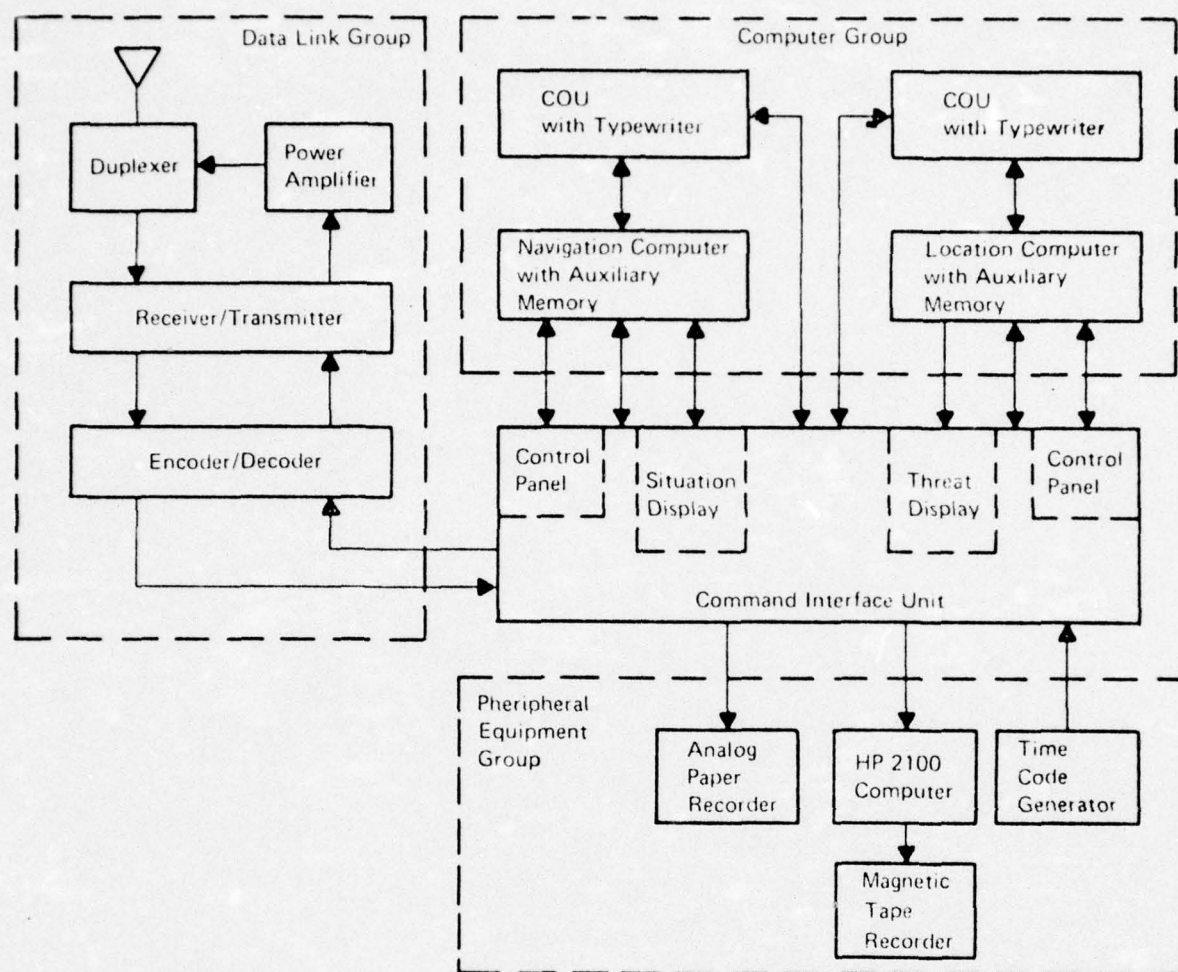 Data Link Group
Duplexer
Power
Amplifier
Receiver/Transmitter
Encoder/Decoder
Computer Group
COU
with Typewriter
COU
with Typewriter
Navigation Computer
with Auxiliary
Memory
Location Computer
with Auxiliary
Memory
Control
Panel
Situation
Display
Threat
Display
Control
Panel
Command Interface Unit
Pheripheral
Equipment
Group
Analog
Paper
Recorder
HP 2100
Computer
Time
Code
Generator
Magnetic
Tape
Recorder